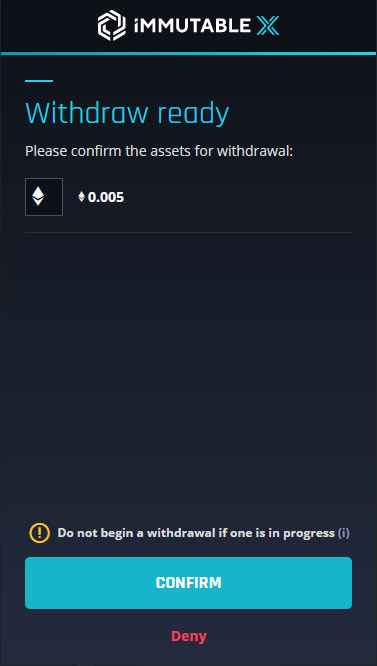 iMMUTABLE X
Withdraw ready
Please confirm the assets for withdrawal:
0.005
! Do not begin a withdrawal if one is in progress (i)
CONFIRM
Deny